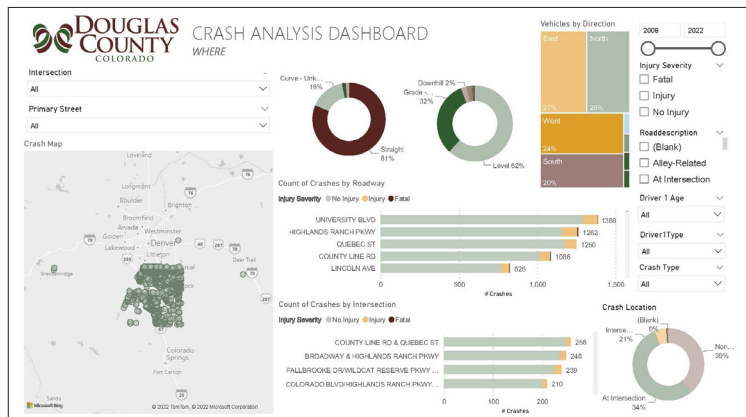 DOUGLAS
COUNTY
COLORADO
CRASH ANALYSIS DASHBOARD
WHERE
Intersection
All
Primary Street
All
Crash Map
Loveland
Longmont
Boulder
Brighton
Broomfield
Arvada
Westminster
Golden
Denver
Lakewood
Littleton
Deer Trail
Breckenridge
Colorado
Springs
Fort Carson
Salida
Microsoft Bing
© 2022 TomTom, © 2022 Microsoft Corporation
Curve - Unk...
16%
Straight
81%
Downhill 2%
Grade -...
32%
Level 62%
Vehicles by Direction
East
27%
North
West
24%
South
20%
2008
2022
Injury Severity
Fatal
Injury
No Injury
Roaddescription
(Blank)
Alley-Related
At Intersection
Driver 1 Age
All
Driver1Type
All
Crash Type
All
Count of Crashes by Roadway
Injury Severity No Injury Injury Fatal
UNIVERSITY BLVD 1388
HIGHLANDS RANCH PKWY 1262
QUEBEC ST 1250
COUNTY LINE RD 1086
LINCOLN AVE 825
0 500 1,000 1,500
# Crashes
Count of Crashes by Intersection
Injury Severity No Injury Injury Fatal
COUNTY LINE RD & QUEBEC ST 268
BROADWAY & HIGHLANDS RANCH PKWY 248
FALLBROOKE DR/WILDCAT RESERVE PKWY ... 239
COLORADO BLVD/HIGHLANDS RANCH PKWY... 210
0 100 200
# Crashes
Crash Location
(Blank)
0%
Interse...
21%
Non...
39%
At Intersection
34%